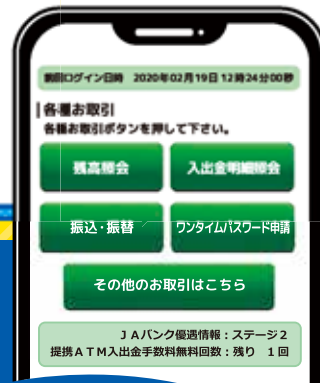 前回ログイン日時 2020年02月19日12時24分00秒
各種お取引
各種お取引ボタンを押して下さい。
残高照会 入出金明細照会
振込・振替 ワンタイムパスワード申請
その他のお取引はこちら
JAバンク優遇情報：ステージ2
提携ATM入出金手数料無料回数：残り 1回